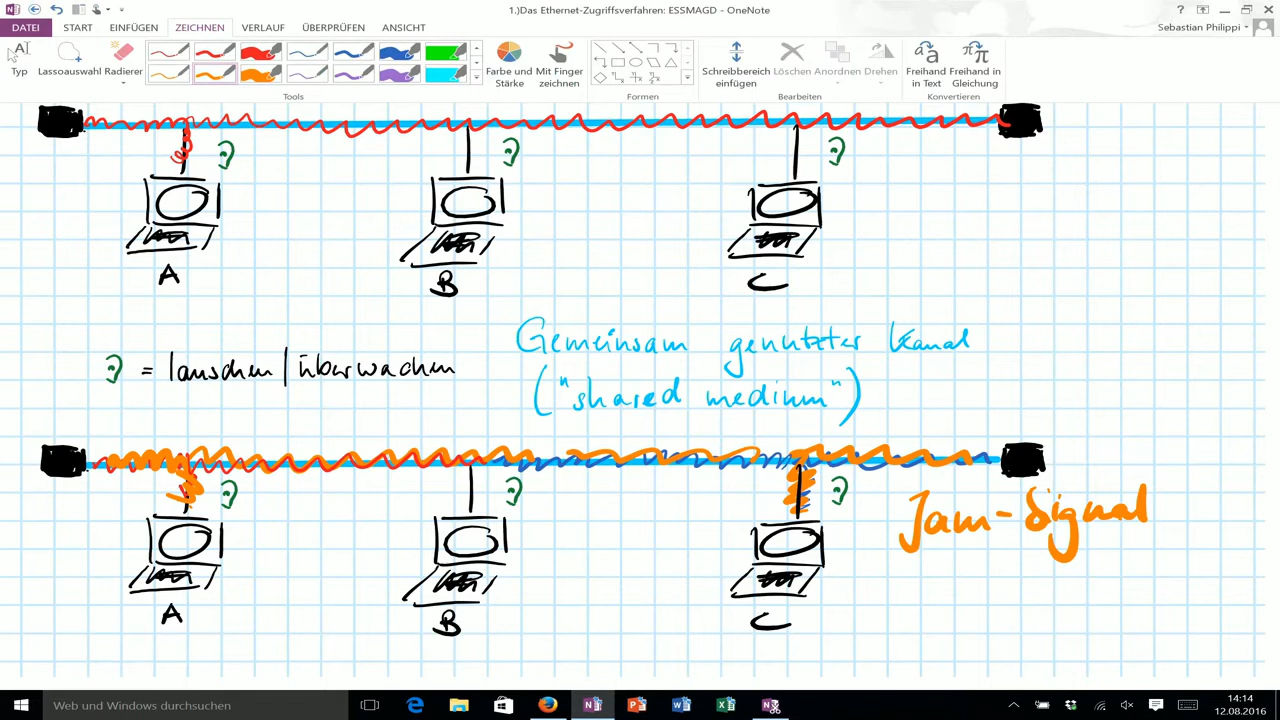 1.)Das Ethernet-Zugriffsverfahren: ESSMAGD - OneNote
DATEI START EINFÜGEN ZEICHNEN VERLAUF ÜBERPRÜFEN ANSICHT
Sebastian Philippi
Typ
Lassoauswahl
Radierer
Farbe und Stärke
Mit Finger zeichnen
Schreibbereich einfügen
Löschen
Anordnen
Drehen
Freihand in Text
Freihand in Gleichung
Tools
Formen
Bearbeiten
Konvertieren
A
B
C
Gemeinsam genutzter Kanal
("shared medium")
= lauschen | überwachen
Jam-Signal
A
B
C
Web und Windows durchsuchen
14:14
12.08.2016